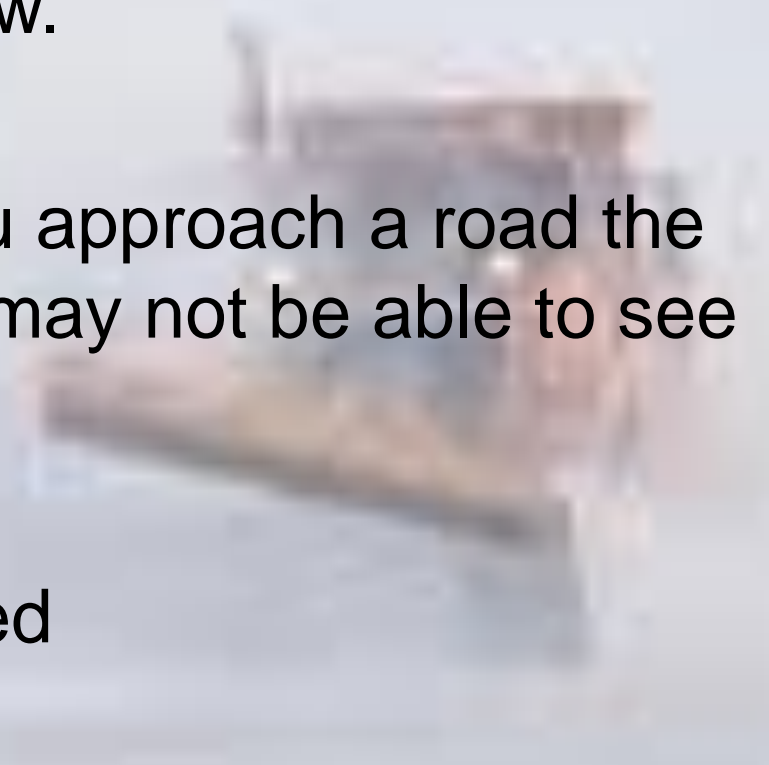 w.
u approach a road the
may not be able to see
ed